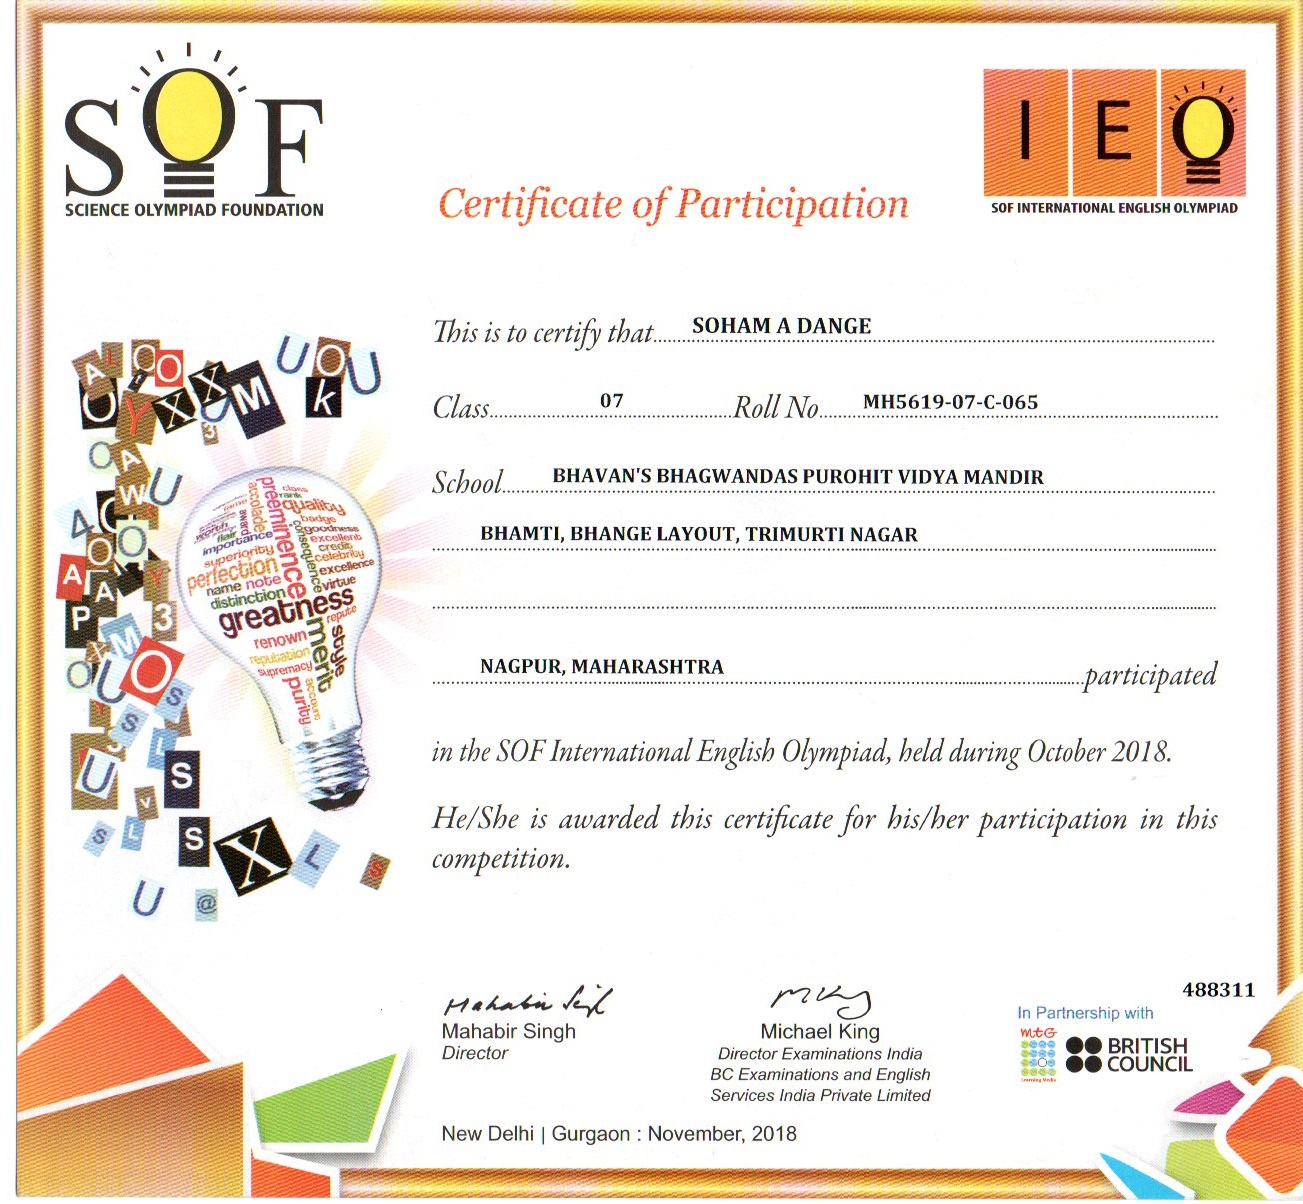 SOF
SCIENCE OLYMPIAD FOUNDATION
IEO
SOF INTERNATIONAL ENGLISH OLYMPIAD
Certificate of Participation
This is to certify that SOHAM A DANGE
Class 07 Roll No MH5619-07-C-065
School BHAVAN'S BHAGWANDAS PUROHIT VIDYA MANDIR
BHAMTI, BHANGE LAYOUT, TRIMURTI NAGAR
NAGPUR, MAHARASHTRA participated
in the SOF International English Olympiad, held during October 2018.
He/She is awarded this certificate for his/her participation in this
competition.
preeminence
class
rank
quality
accolade
fame
award
badge
worth
goodness
flair
excellent
importance
credit
consequence
celebrity
superiority
excellence
perfection
name note
virtue
distinction
greatness
repute
renown
merit
style
reputation
supremacy
purity
account
Mahabir Singh
Mahabir Singh
Director
MKing
Michael King
Director Examinations India
BC Examinations and English
Services India Private Limited
488311
In Partnership with
mtG
Learning Media
BRITISH
COUNCIL
New Delhi | Gurgaon : November, 2018